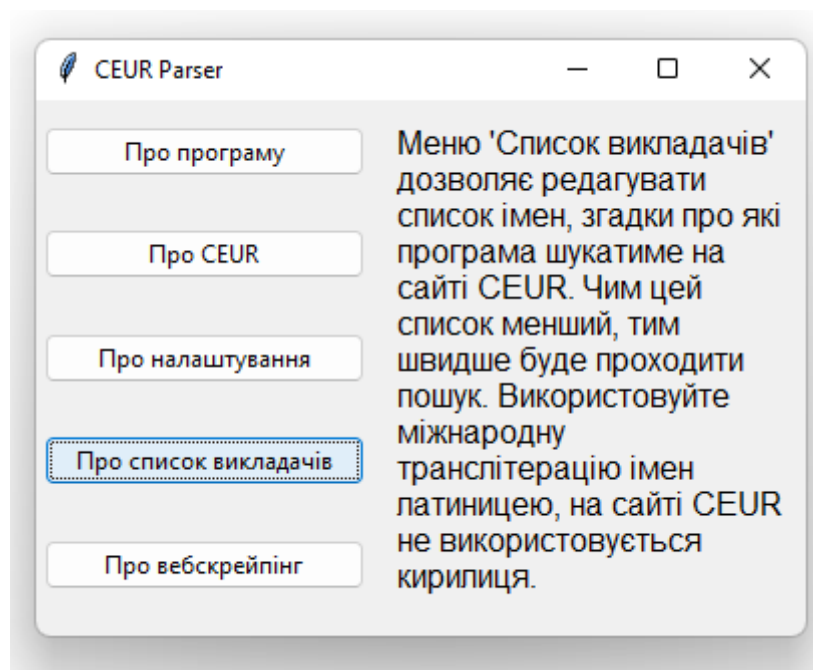 CEUR Parser
Про програму
Про CEUR
Про налаштування
Про список викладачів
Про вебскрейпінг
Меню 'Список викладачів'
дозволяє редагувати
список імен, згадки про які
програма шукатиме на
сайті CEUR. Чим цей
список менший, тим
швидше буде проходити
пошук. Використовуйте
міжнародну
транслітерацію імен
латиницею, на сайті CEUR
не використовується
кирилиця.